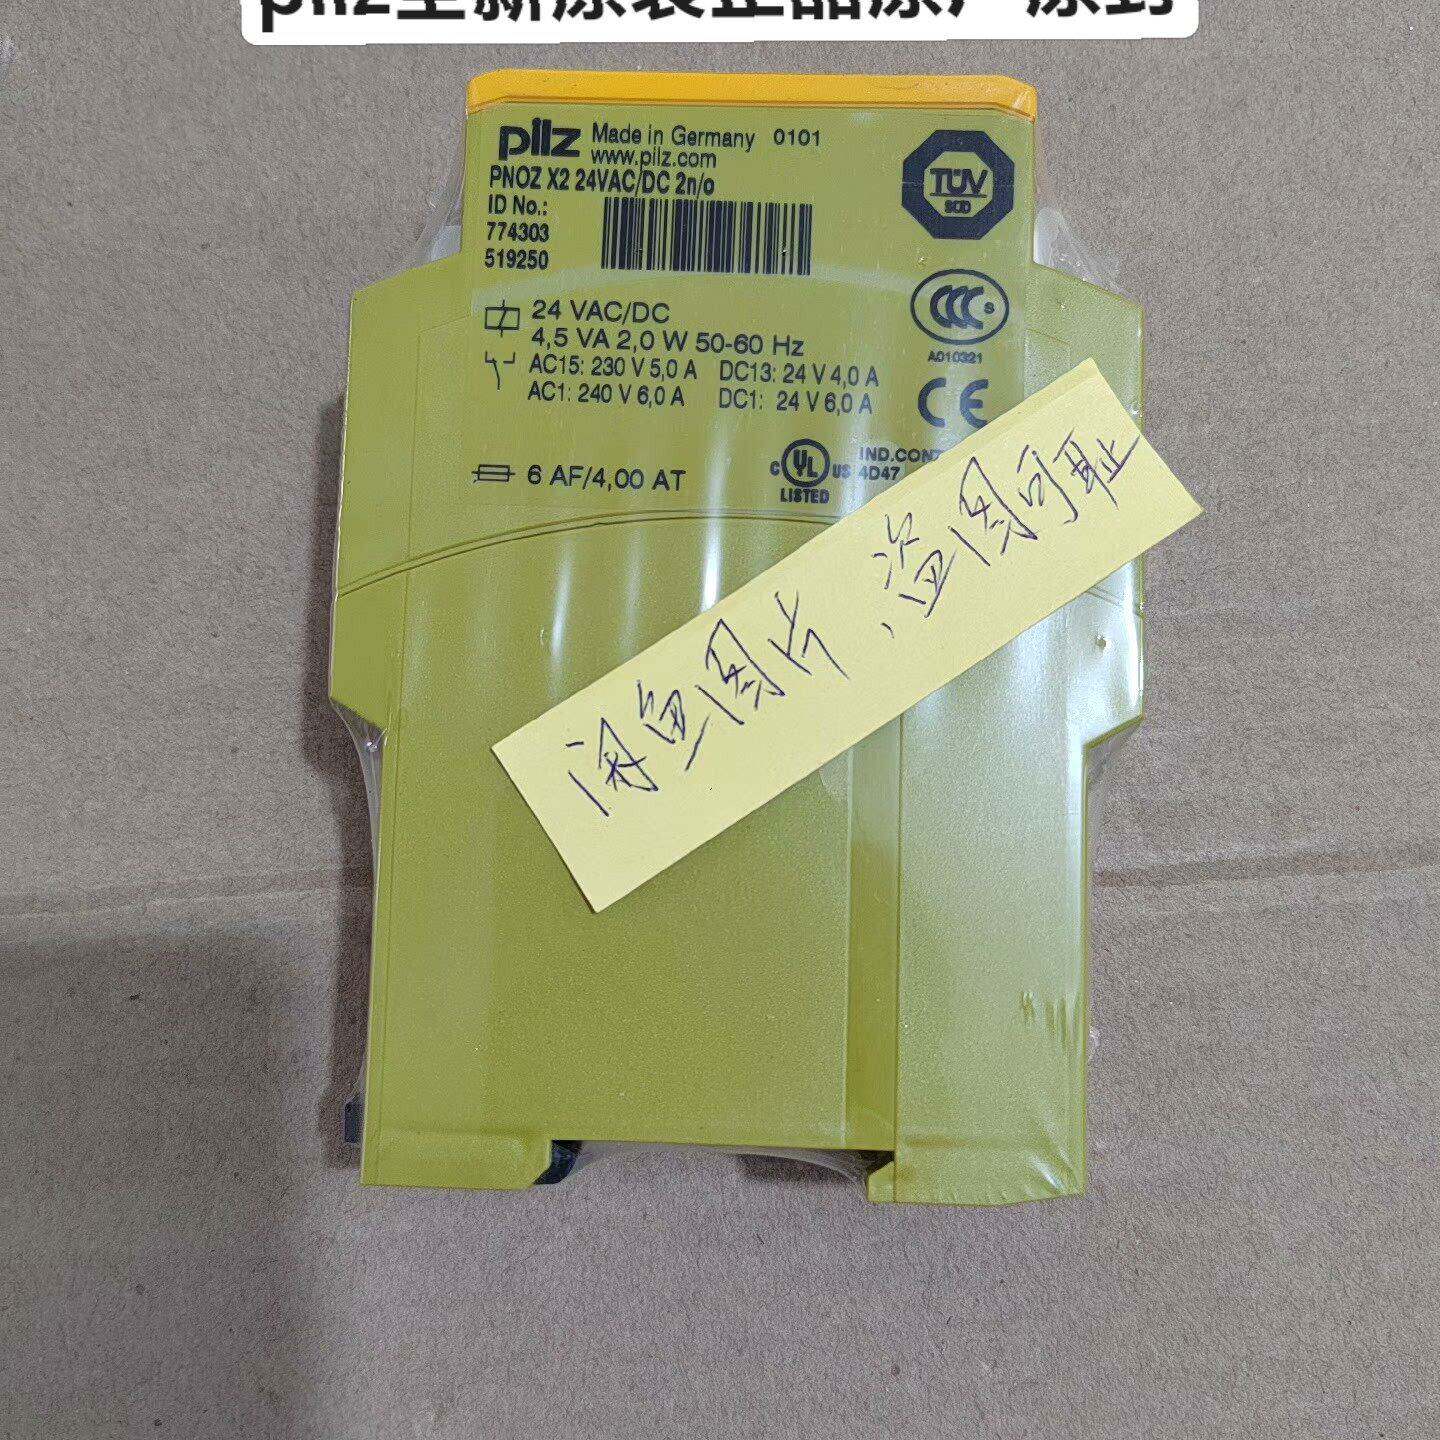 pilz全新原装正品原厂原封
pilz Made in Germany 0101
www.pilz.com
PNOZ X2 24VAC/DC 2n/o
ID No.:
774303
519250
TÜV
SÜD
CCC S
A010321
24 VAC/DC
4,5 VA 2,0 W 50-60 Hz
AC15: 230 V 5,0 A DC13: 24 V 4,0 A
AC1: 240 V 6,0 A DC1: 24 V 6,0 A
CE
6 AF/4,00 AT
C UL US
LISTED
IND.CONT
4D47
闲鱼图片,盗图可耻